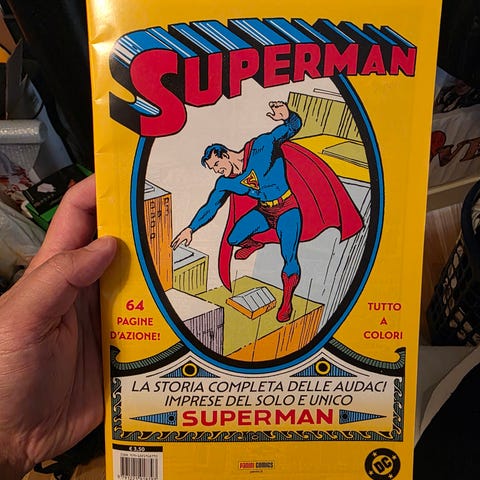 SUPERMAN
64
PAGINE
D'AZIONE!
TUTTO
A
COLORI
LA STORIA COMPLETA DELLE AUDACI
IMPRESE DEL SOLO E UNICO
SUPERMAN
€ 3,50
PANINI COMICS
DC